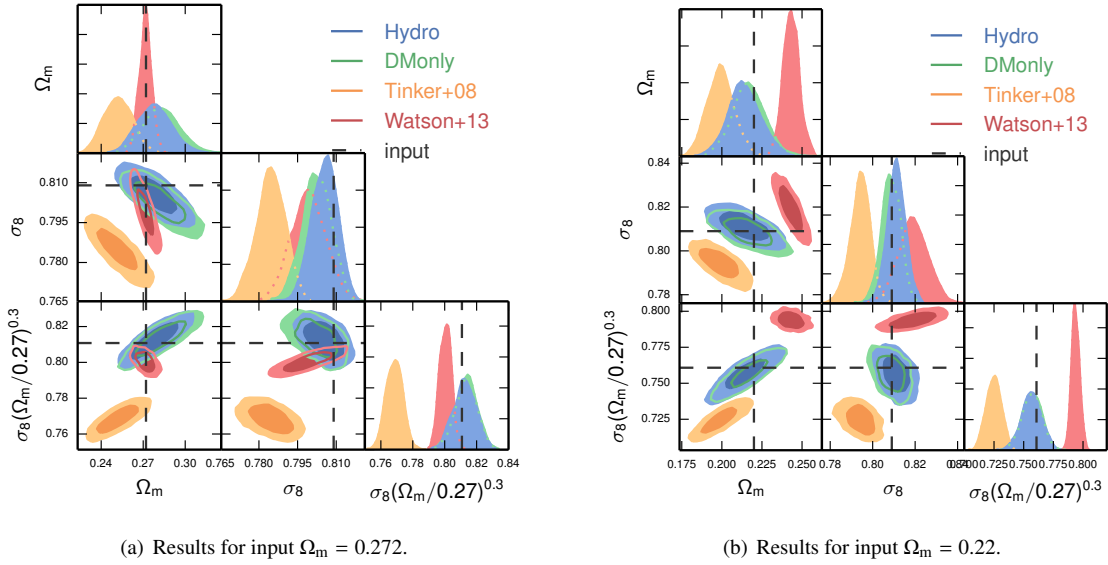 Ωm
Hydro
DMonly
Tinker+08
Watson+13
input
0.810
0.795
0.780
0.765
σ8
0.82
0.80
0.78
0.76
σ8(Ωm/0.27)^0.3
0.24 0.27 0.30 0.765 0.780 0.795 0.810 0.76 0.78 0.80 0.82 0.84
Ωm σ8 σ8(Ωm/0.27)^0.3
(a) Results for input Ωm = 0.272.
Ωm
Hydro
DMonly
Tinker+08
Watson+13
input
0.84
0.82
0.80
0.78
σ8
0.800
0.775
0.750
0.725
σ8(Ωm/0.27)^0.3
0.175 0.200 0.225 0.250 0.78 0.80 0.82 0.725 0.750 0.775 0.800
Ωm σ8 σ8(Ωm/0.27)^0.3
(b) Results for input Ωm = 0.22.